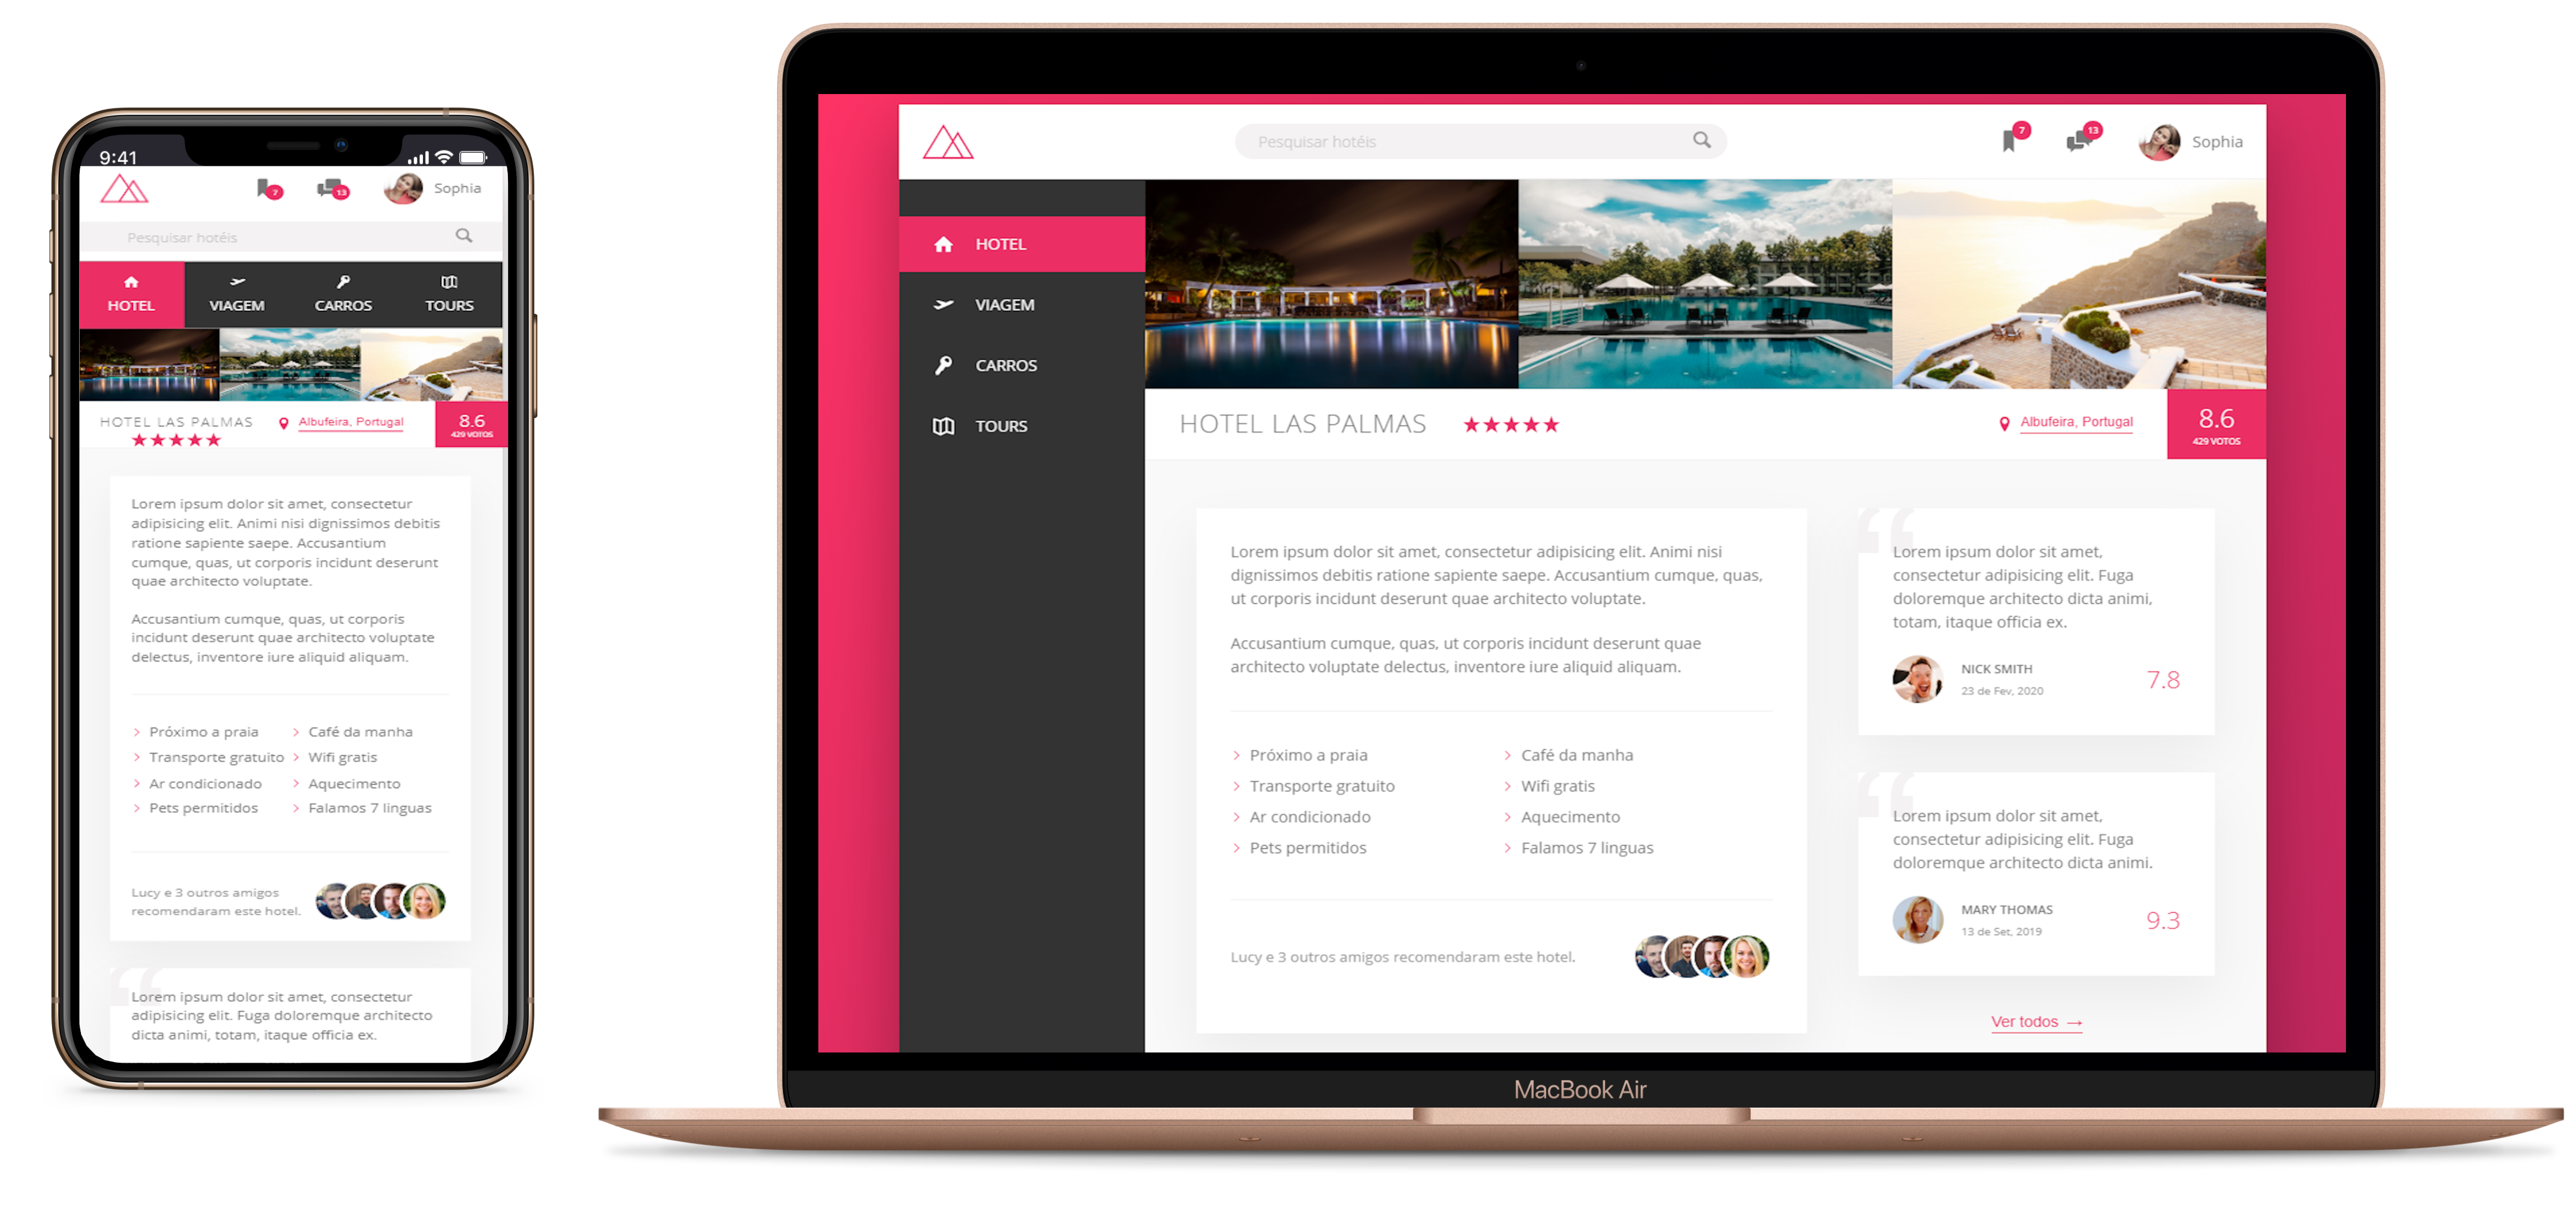 9:41
7
13
Sophia
Pesquisar hotéis
HOTEL
VIAGEM
CARROS
TOURS
HOTEL LAS PALMAS
Albufeira, Portugal
8.6
429 VOTOS
Lorem ipsum dolor sit amet, consectetur
adipisicing elit. Animi nisi dignissimos debitis
ratione sapiente saepe. Accusantium
cumque, quas, ut corporis incidunt deserunt
quae architecto voluptate.
Accusantium cumque, quas, ut corporis
incidunt deserunt quae architecto voluptate
delectus, inventore iure aliquid aliquam.
Próximo a praia
Café da manha
Transporte gratuito
Wifi gratis
Ar condicionado
Aquecimento
Pets permitidos
Falamos 7 linguas
Lucy e 3 outros amigos
recomendaram este hotel.
“
Lorem ipsum dolor sit amet, consectetur
adipisicing elit. Fuga doloremque architecto
dicta animi, totam, itaque officia ex.
Pesquisar hotéis
7
13
Sophia
HOTEL
VIAGEM
CARROS
TOURS
HOTEL LAS PALMAS
Albufeira, Portugal
8.6
429 VOTOS
Lorem ipsum dolor sit amet, consectetur adipisicing elit. Animi nisi
dignissimos debitis ratione sapiente saepe. Accusantium cumque, quas,
ut corporis incidunt deserunt quae architecto voluptate.
Accusantium cumque, quas, ut corporis incidunt deserunt quae
architecto voluptate delectus, inventore iure aliquid aliquam.
Próximo a praia
Café da manha
Transporte gratuito
Wifi gratis
Ar condicionado
Aquecimento
Pets permitidos
Falamos 7 linguas
Lucy e 3 outros amigos recomendaram este hotel.
“
Lorem ipsum dolor sit amet,
consectetur adipisicing elit. Fuga
doloremque architecto dicta animi,
totam, itaque officia ex.
NICK SMITH
23 de Fev, 2020
7.8
“
Lorem ipsum dolor sit amet,
consectetur adipisicing elit. Fuga
doloremque architecto dicta animi.
MARY THOMAS
13 de Set, 2019
9.3
Ver todos →
MacBook Air